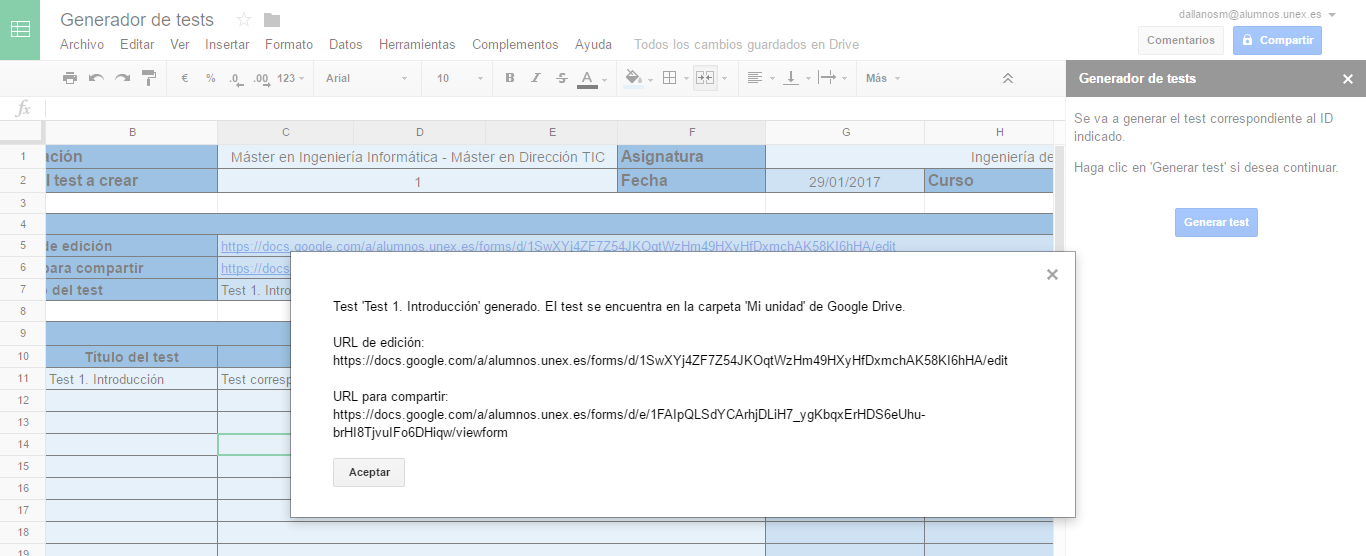 Generador de tests
dallanosm@alumnos.unex.es
Archivo Editar Ver Insertar Formato Datos Herramientas Complementos Ayuda Todos los cambios guardados en Drive
Comentarios Compartir
€ % .0 .00 123 Arial 10 B I S A Más
Generador de tests
fx
Se va a generar el test correspondiente al ID
indicado.
Haga clic en 'Generar test' si desea continuar.
Generar test
B C D E F G H
1 ación Máster en Ingeniería Informática - Máster en Dirección TIC Asignatura Ingeniería de
2 l test a crear 1 Fecha 29/01/2017 Curso
3
4
5 de edición https://docs.google.com/a/alumnos.unex.es/forms/d/1SwXYj4ZF7Z54JKOqtWzHm49HXyHfDxmchAK58KI6hHA/edit
6 para compartir https://docs
7 o del test Test 1. Intro
8
9
10 Título del test
11 Test 1. Introducción Test corresp
12
13
14
15
16
17
18
19
Test 'Test 1. Introducción' generado. El test se encuentra en la carpeta 'Mi unidad' de Google Drive.
URL de edición:
https://docs.google.com/a/alumnos.unex.es/forms/d/1SwXYj4ZF7Z54JKOqtWzHm49HXyHfDxmchAK58KI6hHA/edit
URL para compartir:
https://docs.google.com/a/alumnos.unex.es/forms/d/e/1FAIpQLSdYCArhjDLiH7_ygKbqxErHDS6eUhu-
brHI8TjvuIFo6DHiqw/viewform
Aceptar